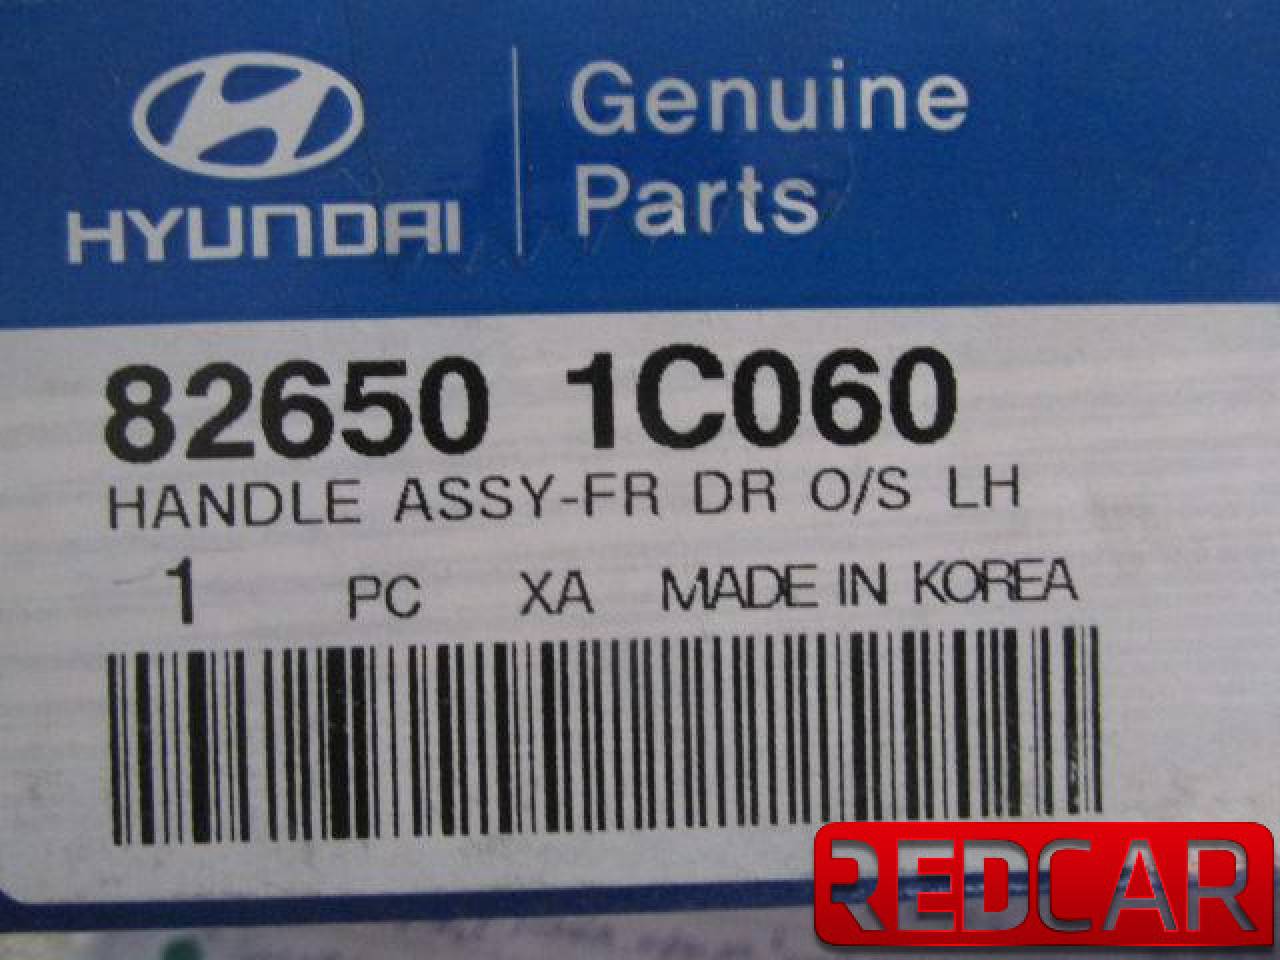 HYUNDAI
Genuine
Parts
82650 1C060
HANDLE ASSY-FR DR O/S LH
1 PC XA MADE IN KOREA
REDCAR